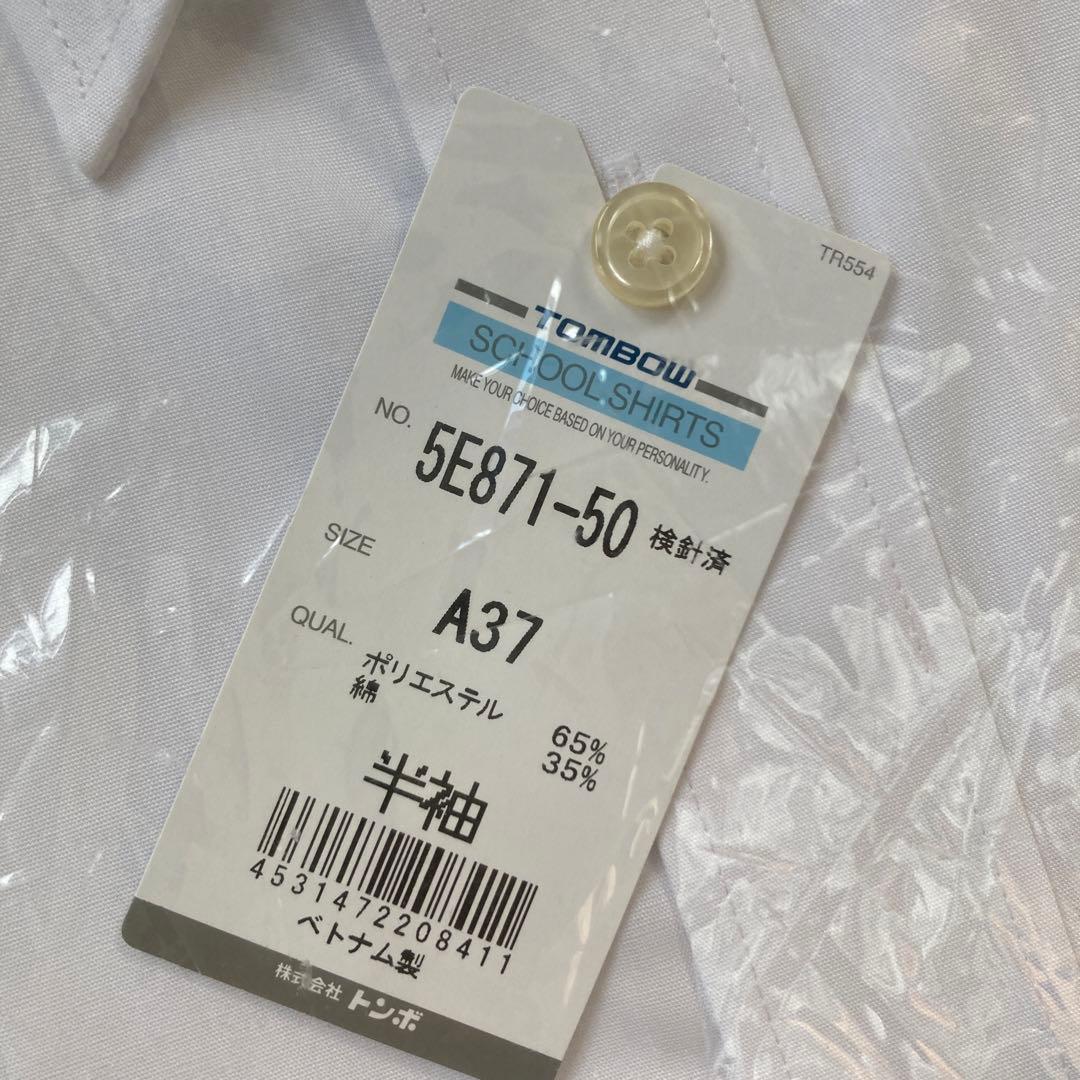 TR554
TOMBOW
SCHOOL SHIRTS
MAKE YOUR CHOICE BASED ON YOUR PERSONALITY.
NO. 5E871-50 検針済
SIZE A37
QUAL. ポリエステル 65%
綿 35%
半袖
4531472208411
ベトナム製
株式会社 トンボ